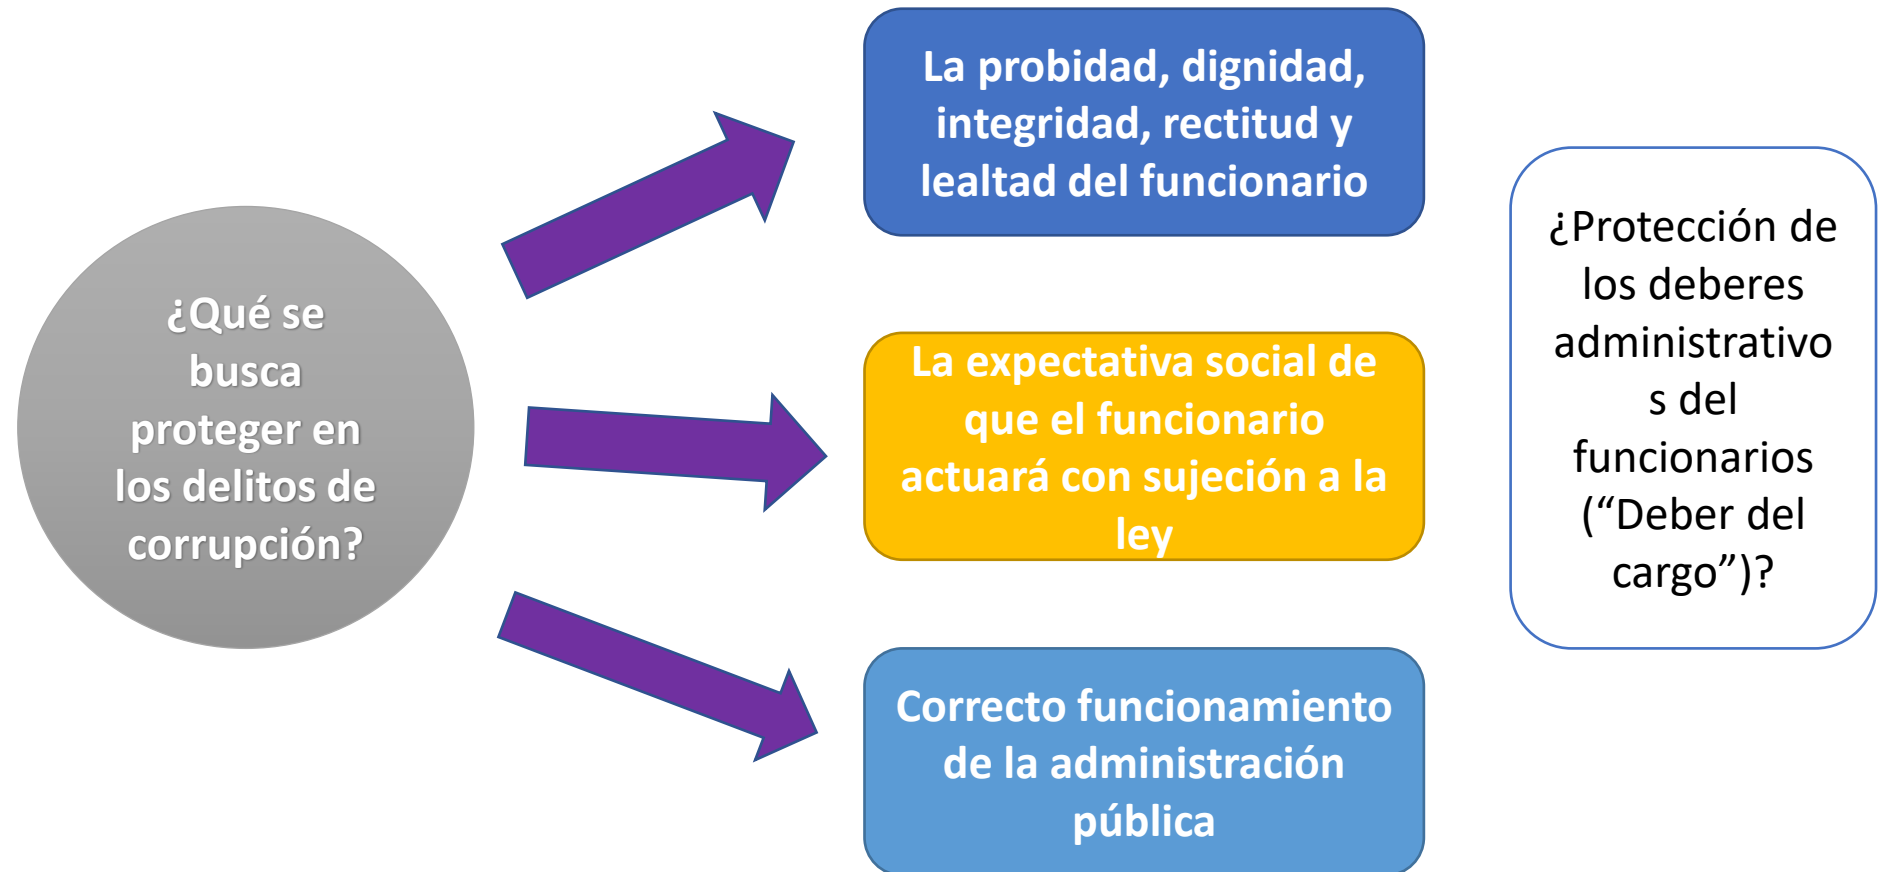 ¿Qué se
busca
proteger en
los delitos de
corrupción?
La probidad, dignidad,
integridad, rectitud y
lealtad del funcionario
La expectativa social de
que el funcionario
actuará con sujeción a la
ley
Correcto funcionamiento
de la administración
pública
¿Protección de
los deberes
administrativo
s del
funcionarios
(“Deber del
cargo”)?